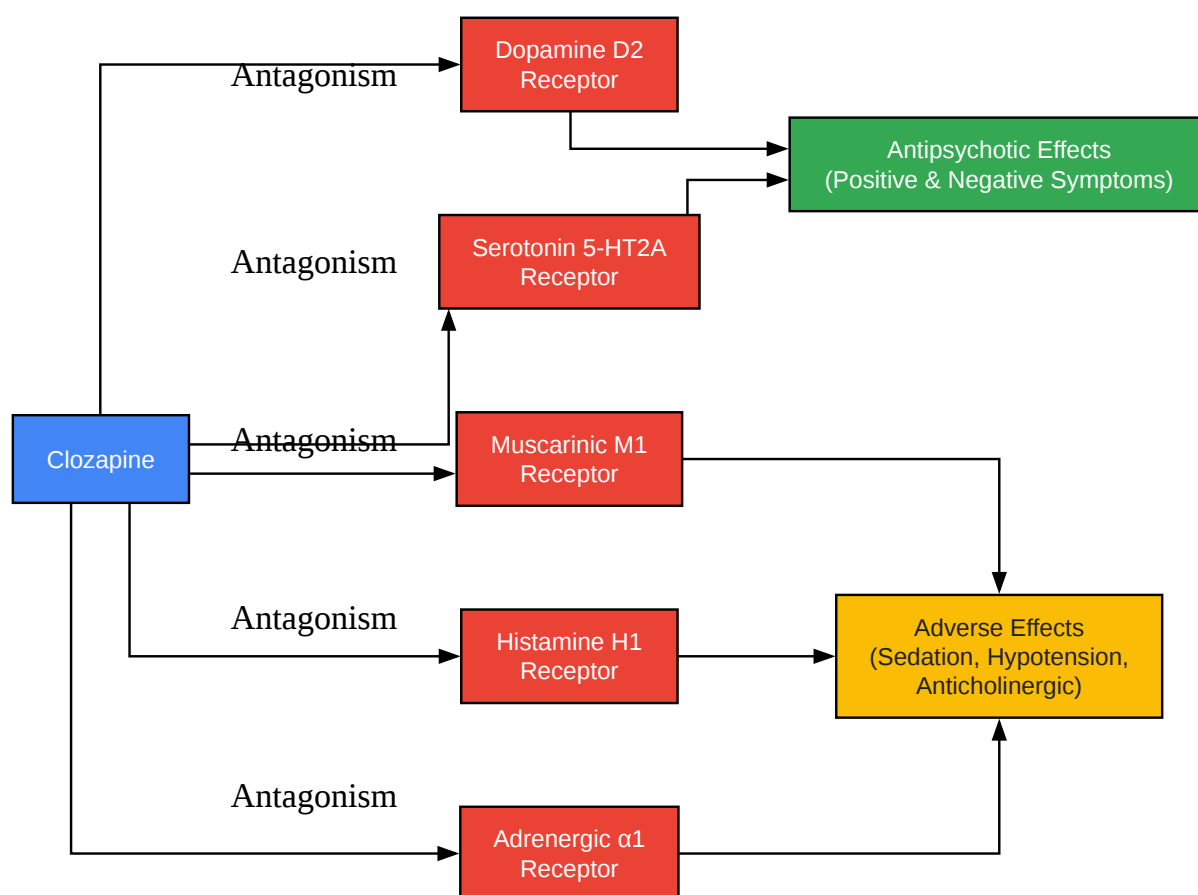 Dopamine D2
Receptor
Antagonism
Antipsychotic Effects
(Positive & Negative Symptoms)
Serotonin 5-HT2A
Receptor
Antagonism
Clozapine
Antagonism
Muscarinic M1
Receptor
Antagonism
Histamine H1
Receptor
Adverse Effects
(Sedation, Hypotension,
Anticholinergic)
Antagonism
Adrenergic α1
Receptor